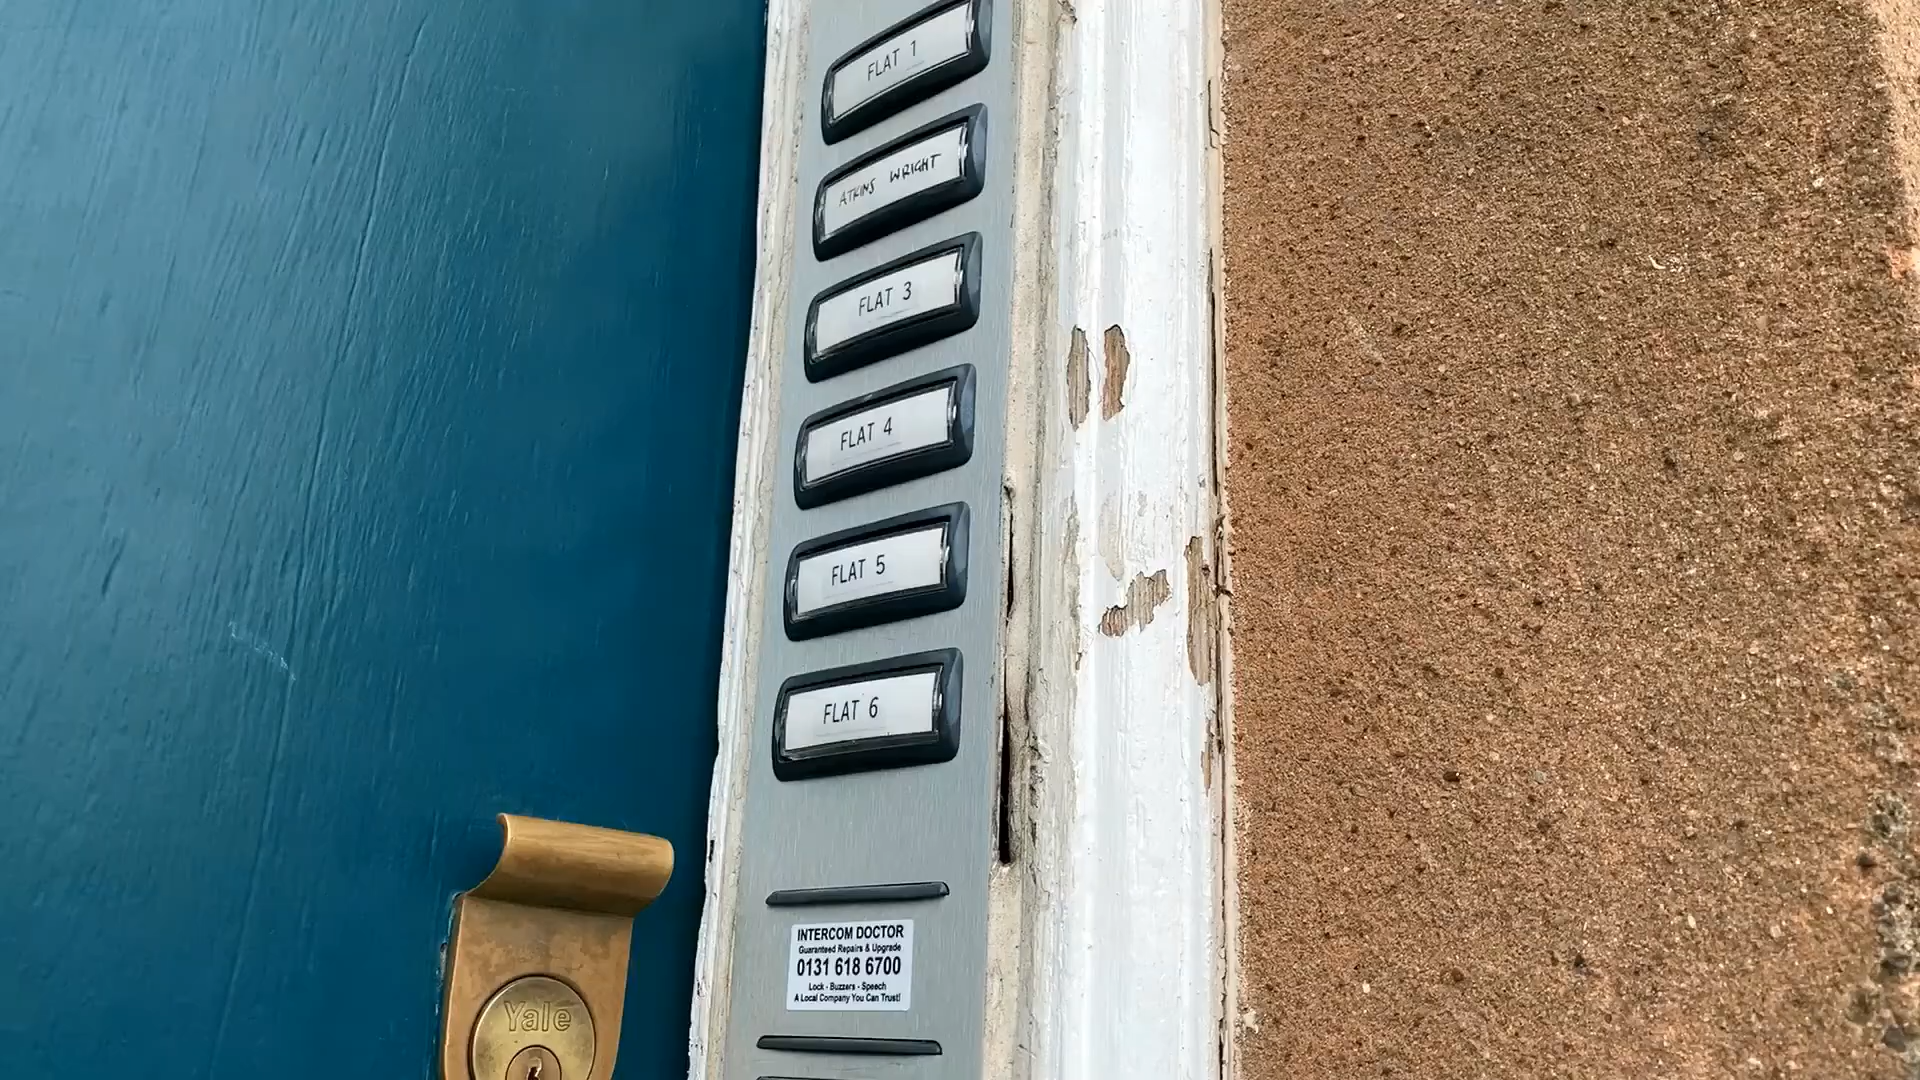 FLAT 1
ATKINS WRIGHT
FLAT 3
FLAT 4
FLAT 5
FLAT 6
INTERCOM DOCTOR
Guaranteed Repairs & Upgrade
0131 618 6700
Lock - Buzzers - Speech
A Local Company You Can Trust!
Yale